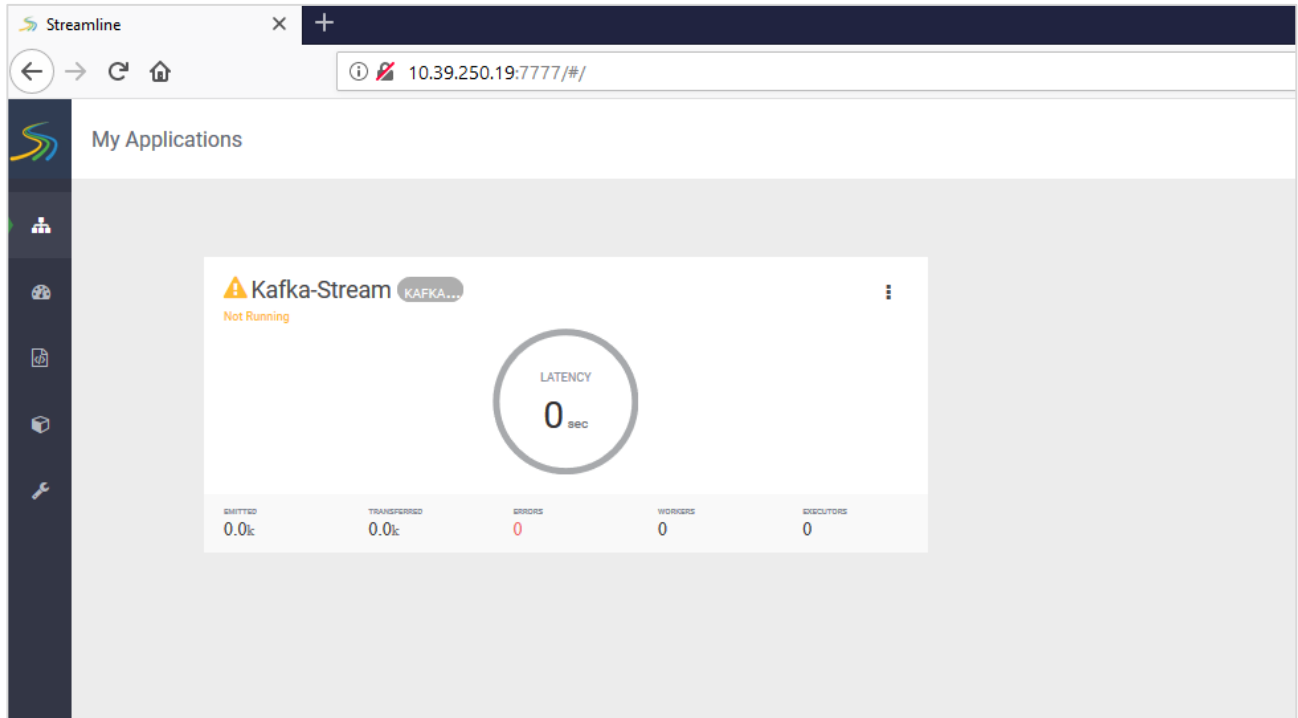 Streamline
10.39.250.19:7777/#/
My Applications
Kafka-Stream KAFKA...
Not Running
LATENCY
0 sec
EMITTED TRANSFERRED ERRORS WORKERS EXECUTORS
0.0k 0.0k 0 0 0